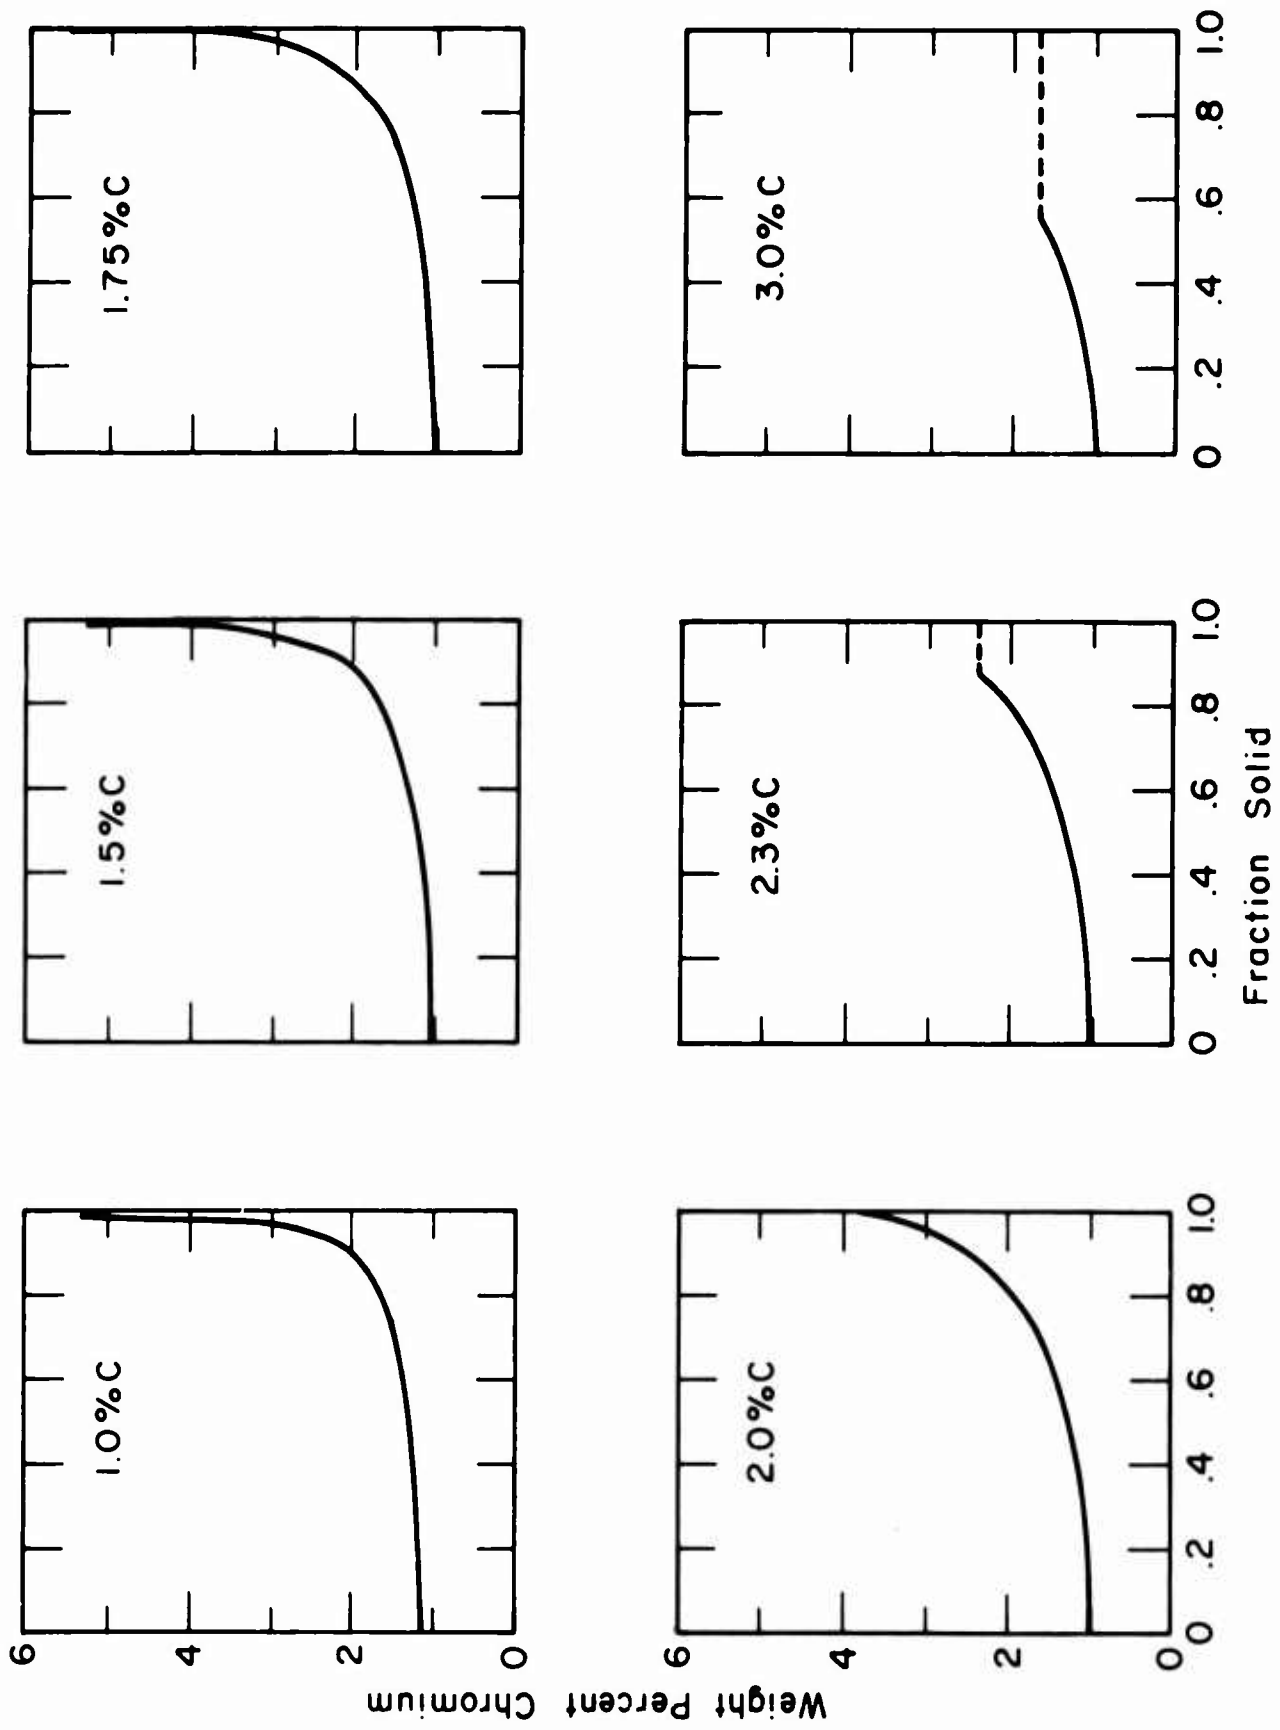 1.0%C
1.5%C
1.75%C
6
4
2
0
2.0%C
2.3%C
3.0%C
6
4
2
0
0 .2 .4 .6 .8 1.0
0 .2 .4 .6 .8 1.0
0 .2 .4 .6 .8 1.0
Weight Percent Chromium
Fraction Solid